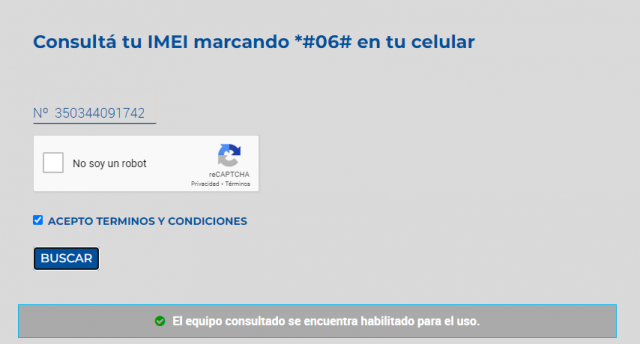 Consultá tu IMEI marcando *#06# en tu celular
Nº 350344091742
No soy un robot
reCAPTCHA
Privacidad • Términos
ACEPTO TERMINOS Y CONDICIONES
BUSCAR
El equipo consultado se encuentra habilitado para el uso.